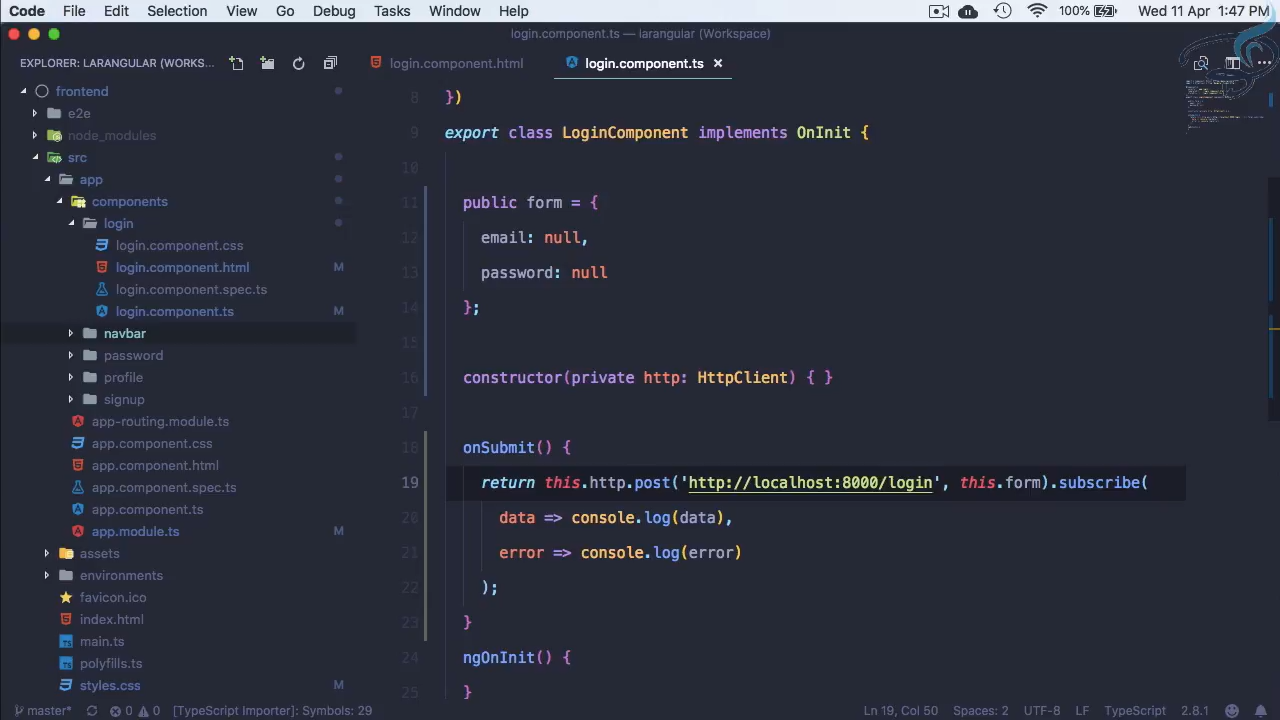 Code File Edit Selection View Go Debug Tasks Window Help 100% Wed 11 Apr 1:47 PM
login.component.ts — larangular (Workspace)
EXPLORER: LARANGULAR (WORKS...
login.component.html
login.component.ts ×
frontend
e2e
node_modules
src
app
components
login
login.component.css
login.component.html M
login.component.spec.ts
login.component.ts M
navbar
password
profile
signup
app-routing.module.ts
app.component.css
app.component.html
app.component.spec.ts
app.component.ts
app.module.ts M
assets
environments
favicon.ico
index.html
main.ts
polyfills.ts
styles.css M
8 })
9 export class LoginComponent implements OnInit {
10
11 public form = {
12 email: null,
13 password: null
14 };
15
16 constructor(private http: HttpClient) { }
17
18 onSubmit() {
19 return this.http.post('http://localhost:8000/login', this.form).subscribe(
20 data => console.log(data),
21 error => console.log(error)
22 );
23 }
24 ngOnInit() {
25 }
master* 0 0 [TypeScript Importer]: Symbols: 29 Ln 19, Col 50 Spaces: 2 UTF-8 LF TypeScript 2.8.1